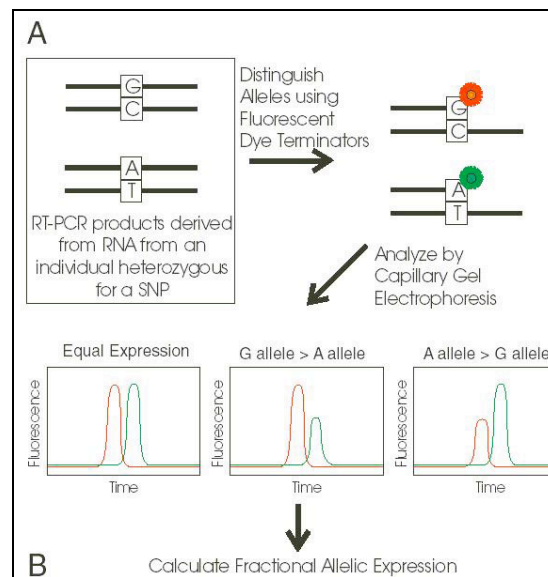 A
G
C
A
T
RT-PCR products derived
from RNA from an
individual heterozygous
for a SNP
Distinguish
Alleles using
Fluorescent
Dye Terminators
G
C
A
T
Analyze by
Capillary Gel
Electrophoresis
Equal Expression
Fluorescence
Time
G allele > A allele
Fluorescence
Time
A allele > G allele
Fluorescence
Time
B
Calculate Fractional Allelic Expression